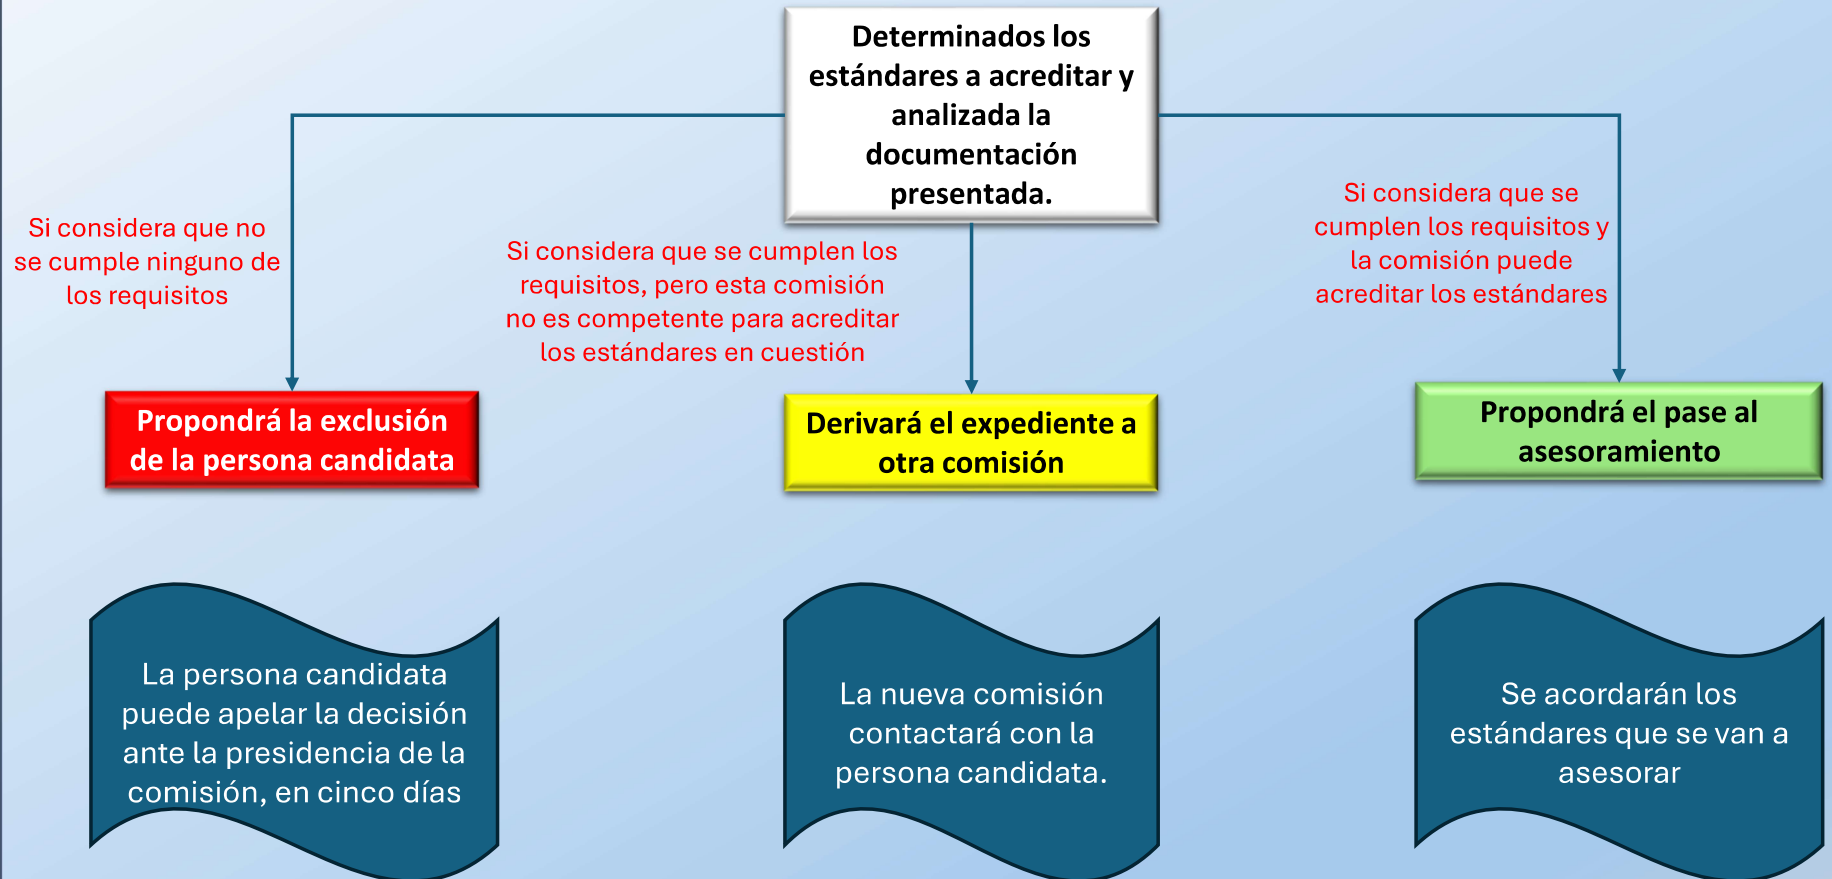 Determinados los
estándares a acreditar y
analizada la
documentación
presentada.
Si considera que no
se cumple ninguno de
los requisitos
Si considera que se cumplen los
requisitos, pero esta comisión
no es competente para acreditar
los estándares en cuestión
Si considera que se
cumplen los requisitos y
la comisión puede
acreditar los estándares
Propondrá la exclusión
de la persona candidata
Derivará el expediente a
otra comisión
Propondrá el pase al
asesoramiento
La persona candidata
puede apelar la decisión
ante la presidencia de la
comisión, en cinco días
La nueva comisión
contactará con la
persona candidata.
Se acordarán los
estándares que se van a
asesorar